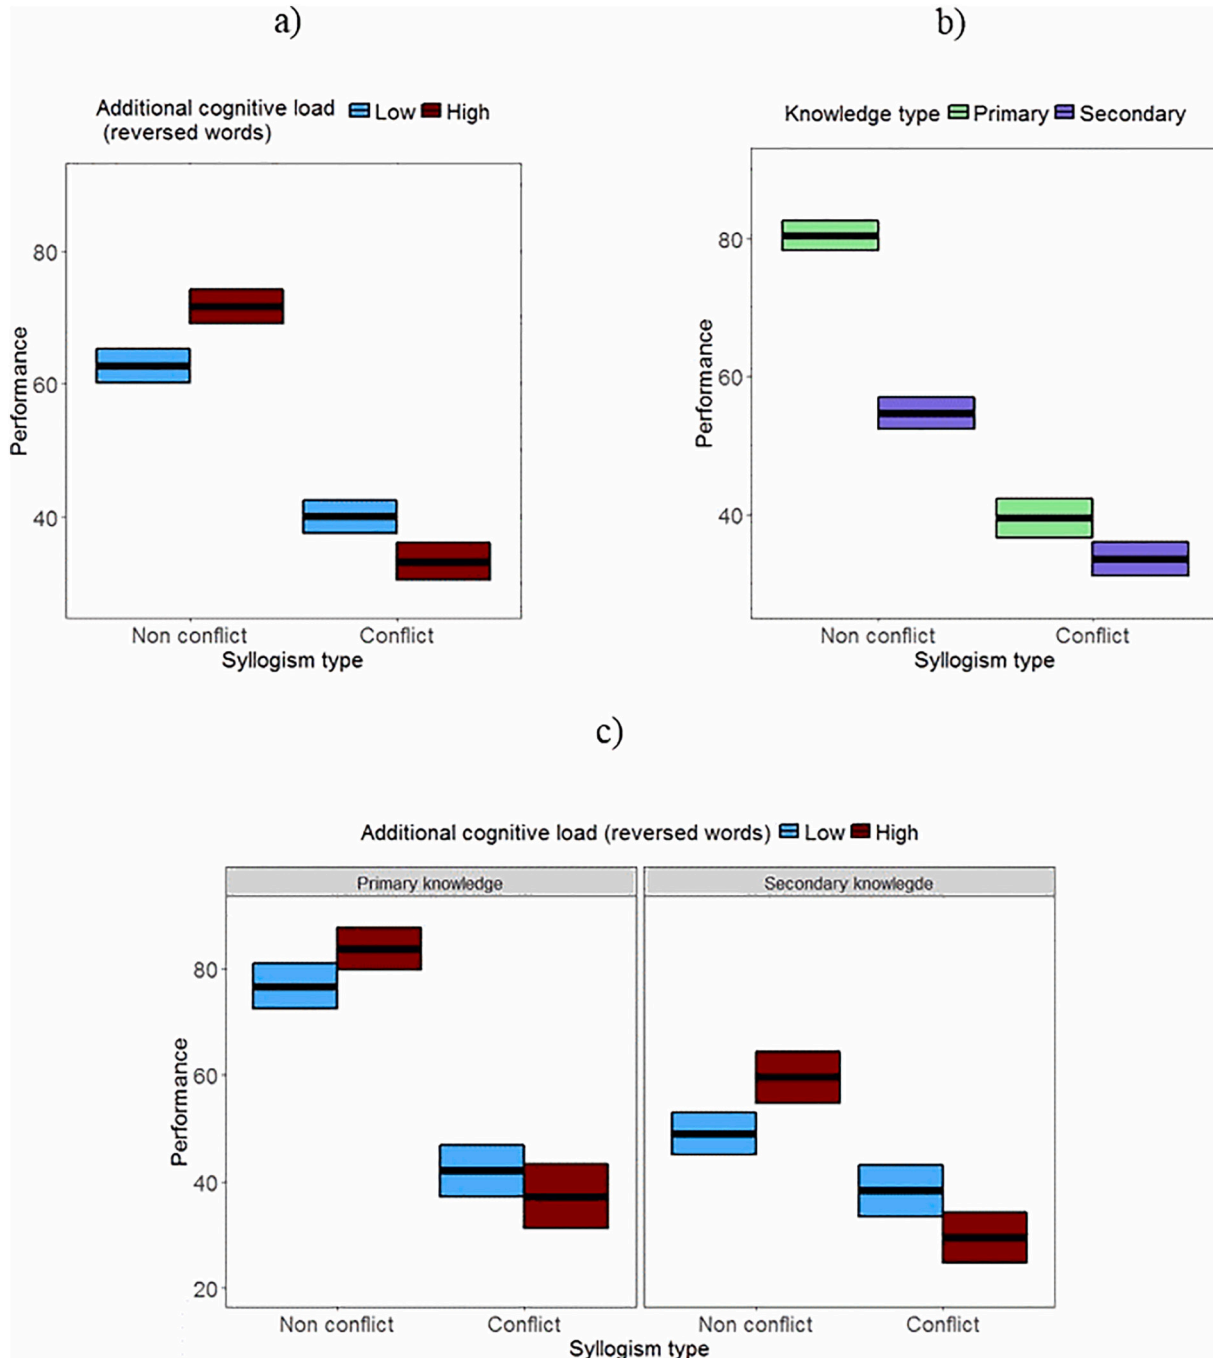 a)
Additional cognitive load Low High
(reversed words)
Performance
80
60
40
Non conflict Conflict
Syllogism type
b)
Knowledge type Primary Secondary
Performance
80
60
40
Non conflict Conflict
Syllogism type
c)
Additional cognitive load (reversed words) Low High
Primary knowledge Secondary knowlegde
Performance
80
60
40
20
Non conflict Conflict Non conflict Conflict
Syllogism type